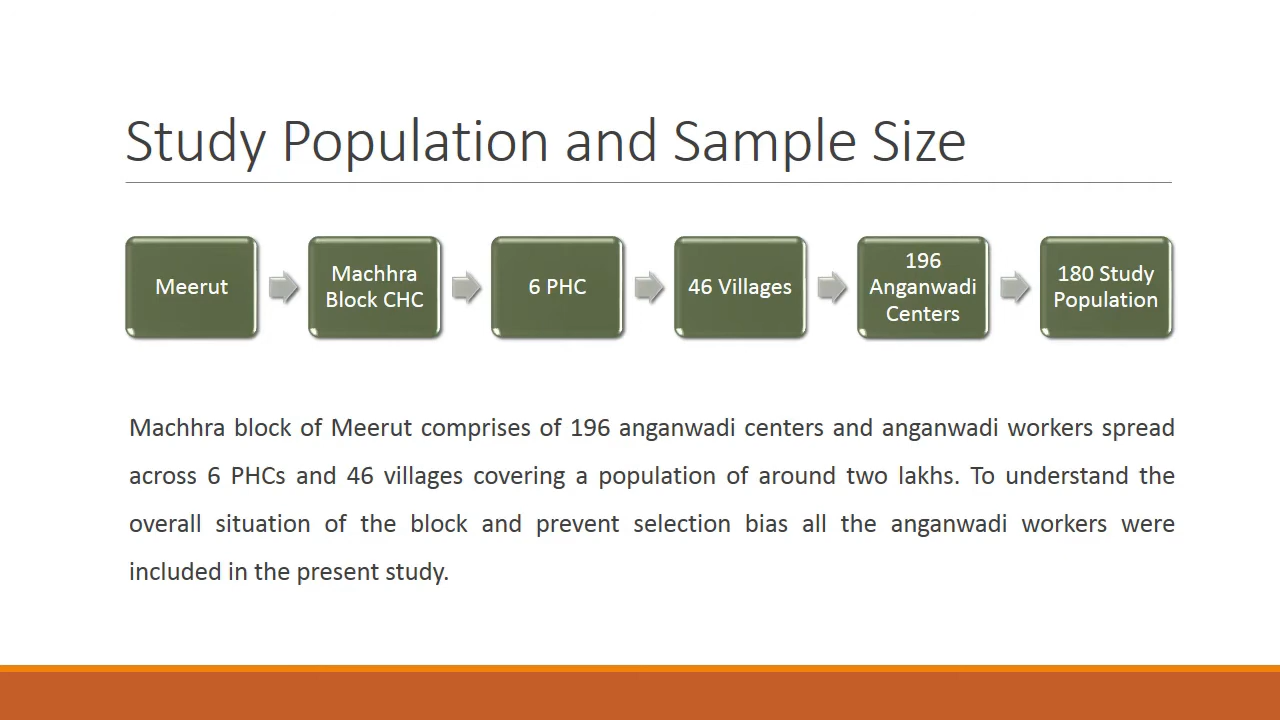 Study Population and Sample Size
Meerut
Machhra
Block CHC
6 PHC
46 Villages
196
Anganwadi
Centers
180 Study
Population
Machhra block of Meerut comprises of 196 anganwadi centers and anganwadi workers spread
across 6 PHCs and 46 villages covering a population of around two lakhs. To understand the
overall situation of the block and prevent selection bias all the anganwadi workers were
included in the present study.